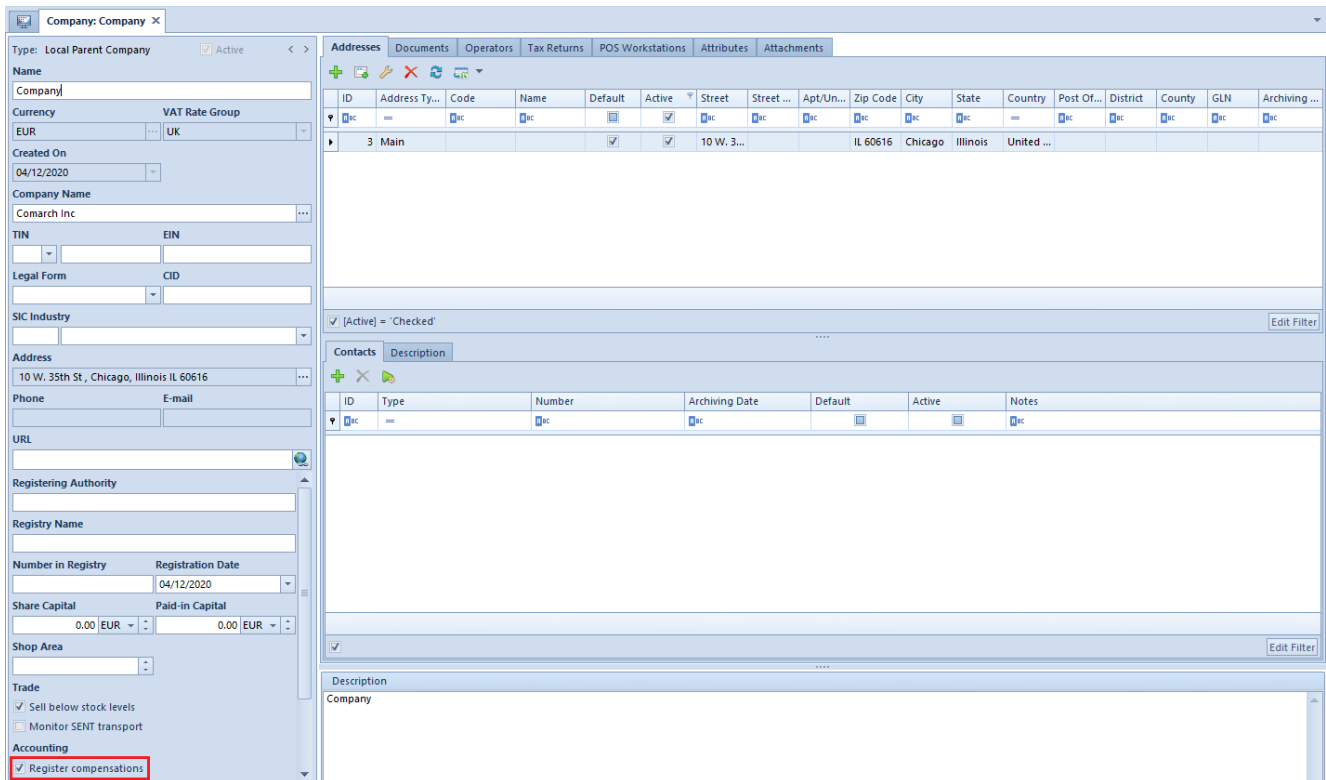 Company: Company
Type: Local Parent Company Active
Name
Company
Currency VAT Rate Group
EUR UK
Created On
04/12/2020
Company Name
Comarch Inc
TIN EIN
Legal Form CID
SIC Industry
Address
10 W. 35th St , Chicago, Illinois IL 60616
Phone E-mail
URL
Registering Authority
Registry Name
Number in Registry Registration Date
04/12/2020
Share Capital Paid-in Capital
0.00 EUR 0.00 EUR
Shop Area
Trade
Sell below stock levels
Monitor SENT transport
Accounting
Register compensations
Addresses Documents Operators Tax Returns POS Workstations Attributes Attachments
ID Address Ty... Code Name Default Active Street Street ... Apt/Un... Zip Code City State Country Post Of... District County GLN Archiving ...
3 Main 10 W. 3... IL 60616 Chicago Illinois United ...
[Active] = 'Checked' Edit Filter
Contacts Description
ID Type Number Archiving Date Default Active Notes
Edit Filter
Description
Company